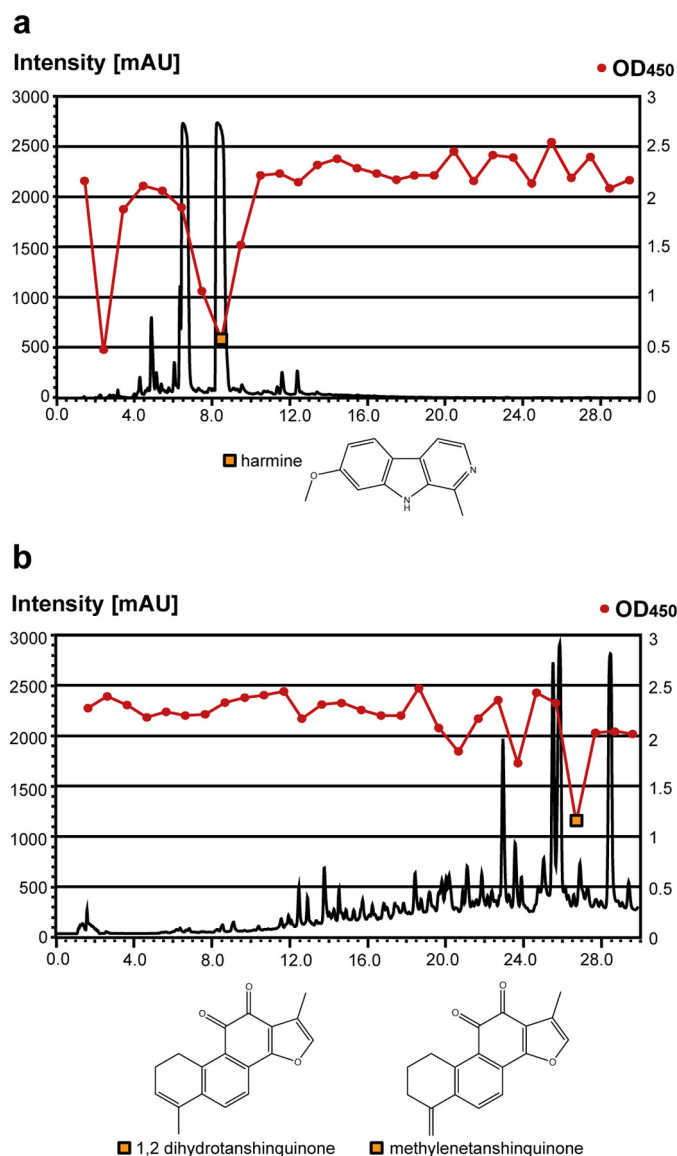 a
Intensity [mAU]
OD450
3000
3
2500
2.5
2000
2
1500
1.5
1000
1
500
0.5
0
0
0.0 4.0 8.0 12.0 16.0 20.0 24.0 28.0
harmine
O
N
N
H
b
Intensity [mAU]
OD450
3000
3
2500
2.5
2000
2
1500
1.5
1000
1
500
0.5
0
0
0.0 4.0 8.0 12.0 16.0 20.0 24.0 28.0
O O
O
O O
O
1,2 dihydrotanshinquinone methylenetanshinquinone